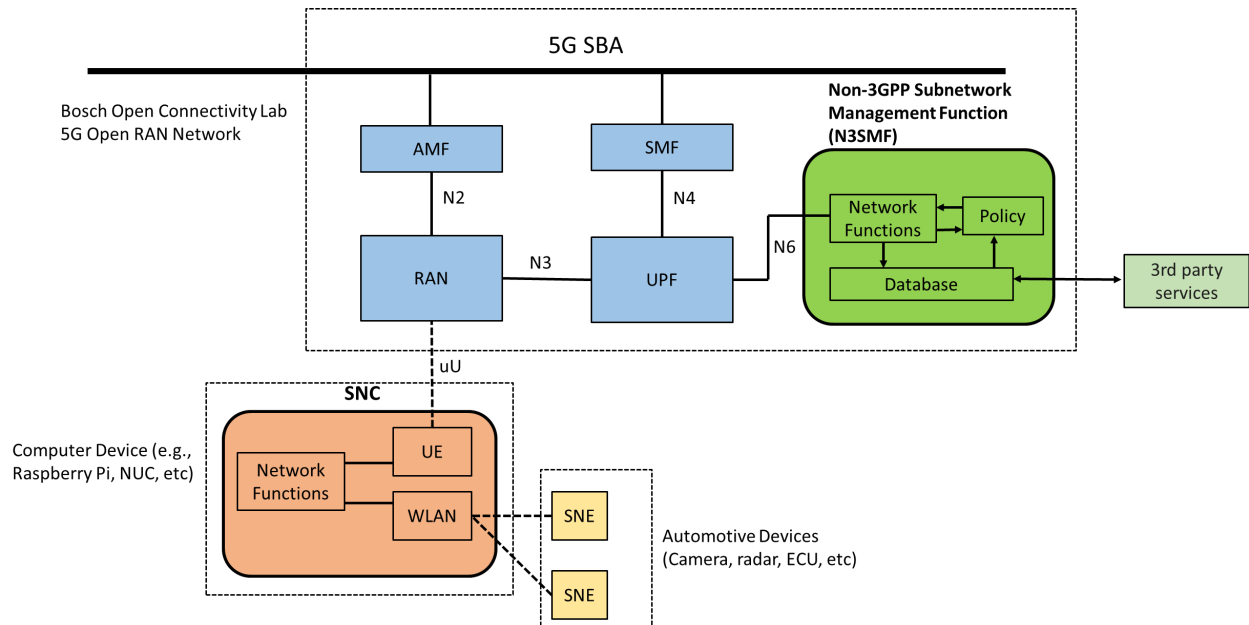 5G SBA
Bosch Open Connectivity Lab
5G Open RAN Network
Non-3GPP Subnetwork
Management Function
(N3SMF)
AMF
SMF
N2
N4
Network
Functions
Policy
N6
RAN
N3
UPF
Database
3rd party
services
uU
SNC
Computer Device (e.g.,
Raspberry Pi, NUC, etc)
UE
Network
Functions
WLAN
SNE
Automotive Devices
(Camera, radar, ECU, etc)
SNE